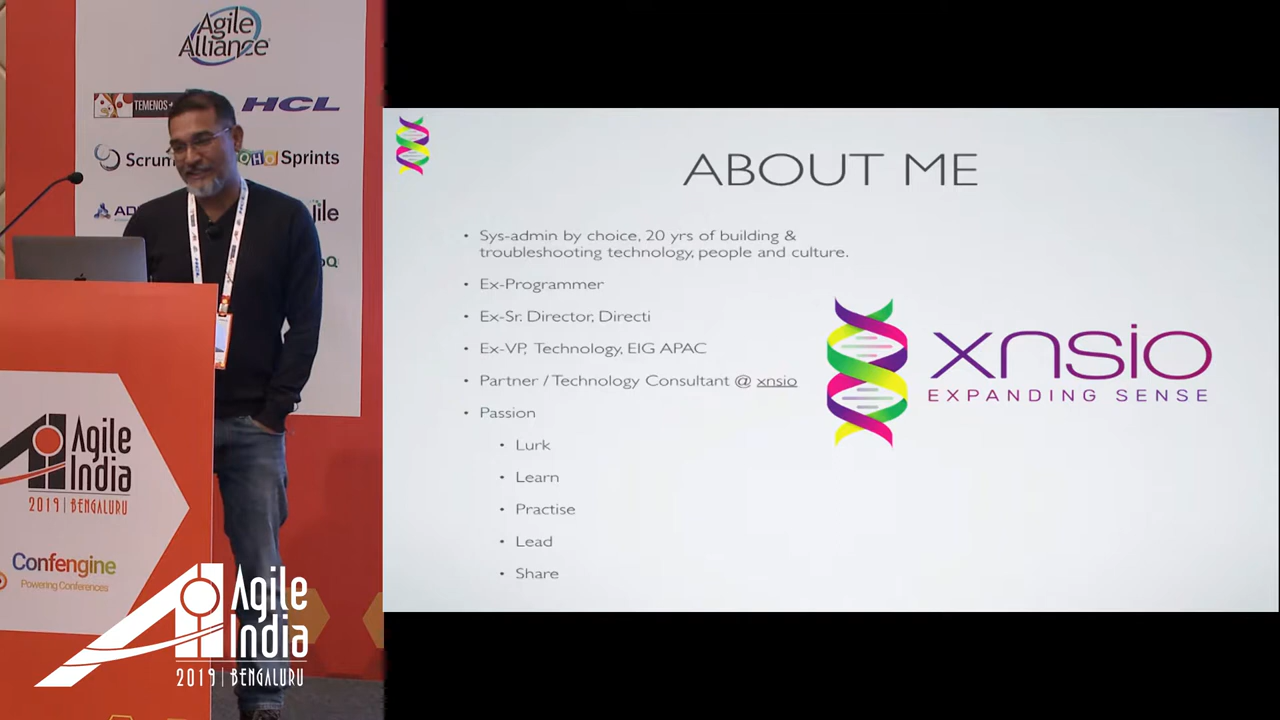 Agile
Alliance
TEMENOS
HCL
Scrum
Sprints
ile
Agile
India
2019 | BENGALURU
Confengine
Powering Conferences
Agile
India
2019 | BENGALURU
ABOUT ME
• Sys-admin by choice, 20 yrs of building &
troubleshooting technology, people and culture.
• Ex-Programmer
• Ex-Sr. Director, Directi
• Ex-VP, Technology, EIG APAC
• Partner / Technology Consultant @ xnsio
• Passion
• Lurk
• Learn
• Practise
• Lead
• Share
xnsio
EXPANDING SENSE